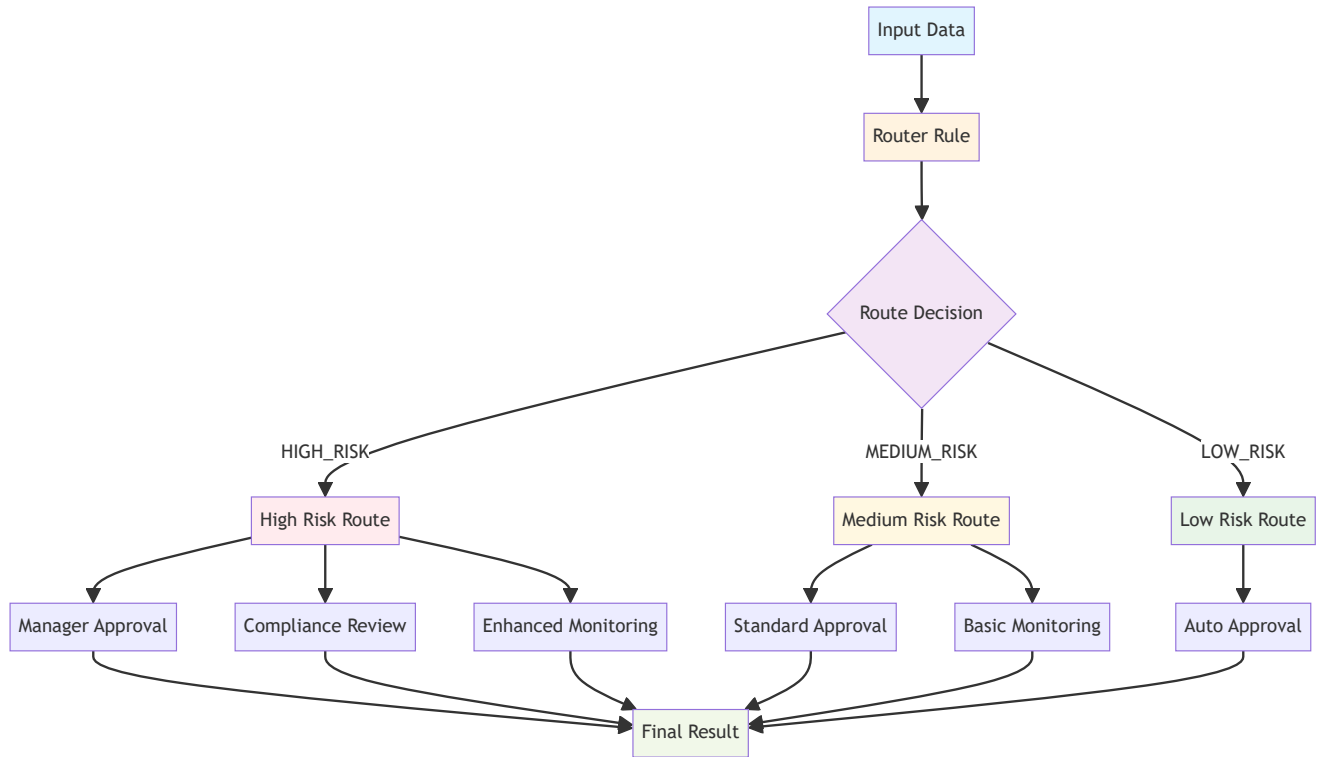 Input Data
Router Rule
Route Decision
HIGH_RISK
MEDIUM_RISK
LOW_RISK
High Risk Route
Medium Risk Route
Low Risk Route
Manager Approval
Compliance Review
Enhanced Monitoring
Standard Approval
Basic Monitoring
Auto Approval
Final Result